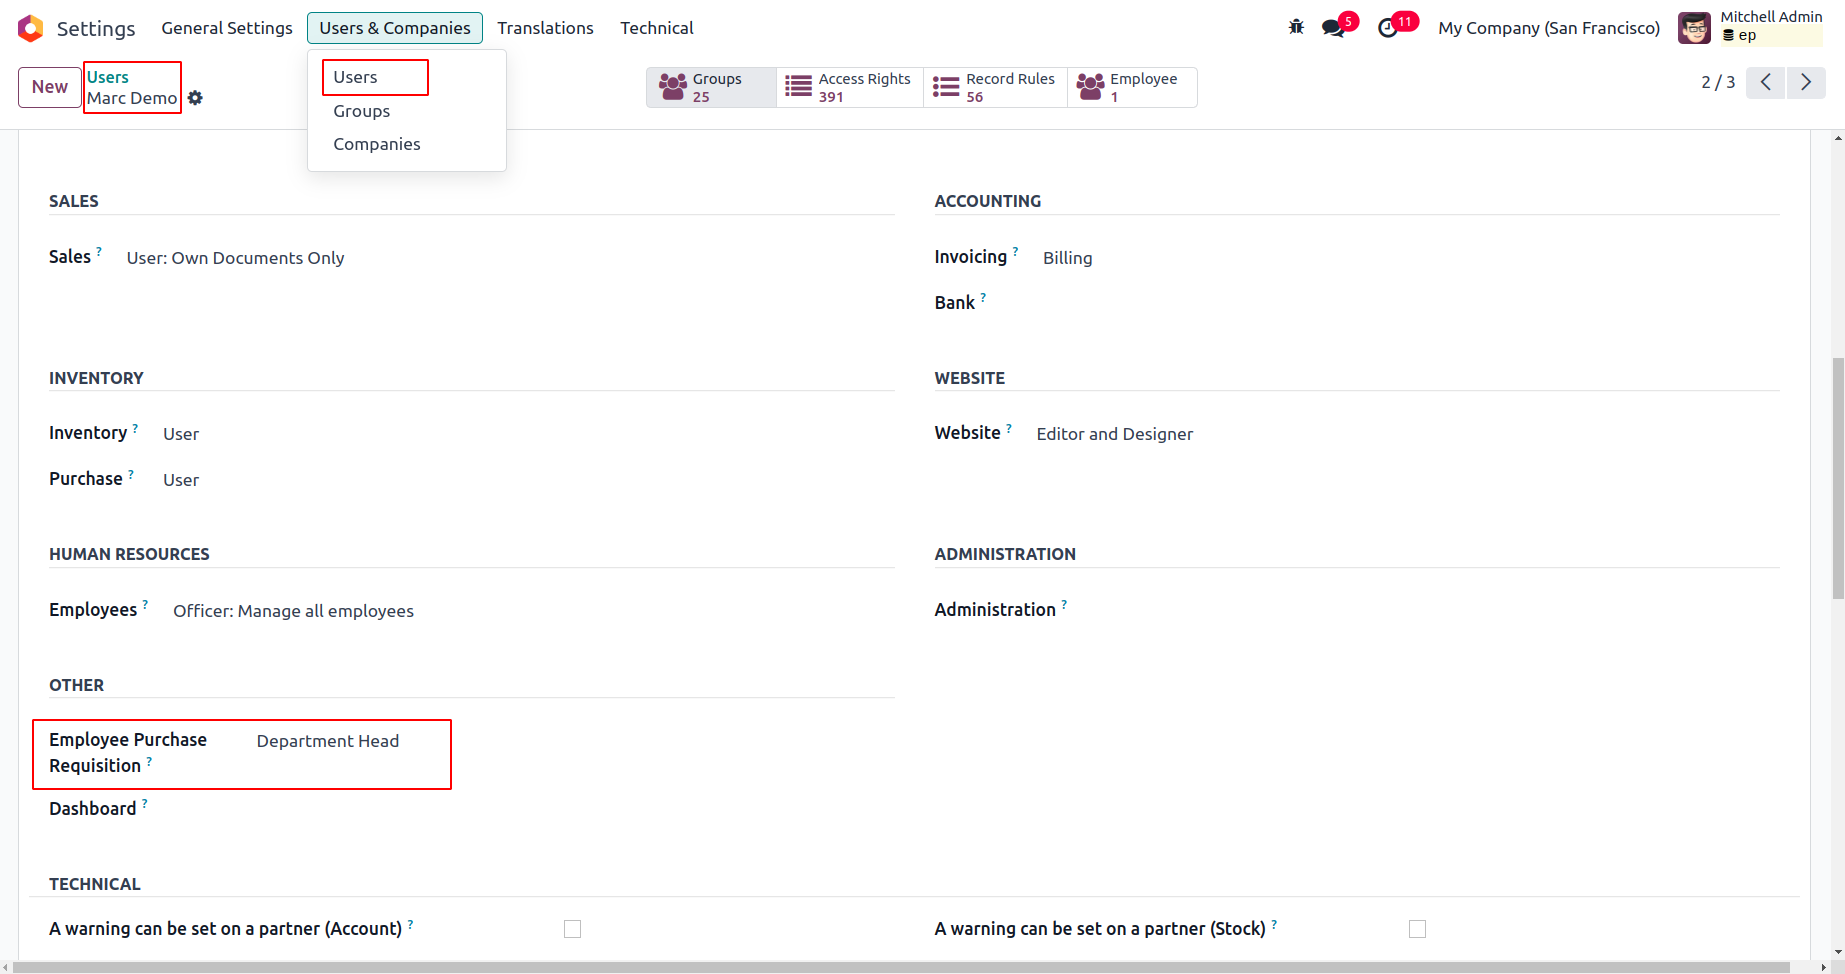 Settings General Settings Users & Companies Translations Technical 5 11 My Company (San Francisco) Mitchell Admin
ep
New Users
Marc Demo
Users
Groups
Companies
Groups
25
Access Rights
391
Record Rules
56
Employee
1
2 / 3
SALES
Sales ? User: Own Documents Only
ACCOUNTING
Invoicing ? Billing
Bank ?
INVENTORY
Inventory ? User
Purchase ? User
WEBSITE
Website ? Editor and Designer
HUMAN RESOURCES
Employees ? Officer: Manage all employees
ADMINISTRATION
Administration ?
OTHER
Employee Purchase Department Head
Requisition ?
Dashboard ?
TECHNICAL
A warning can be set on a partner (Account) ?
A warning can be set on a partner (Stock) ?